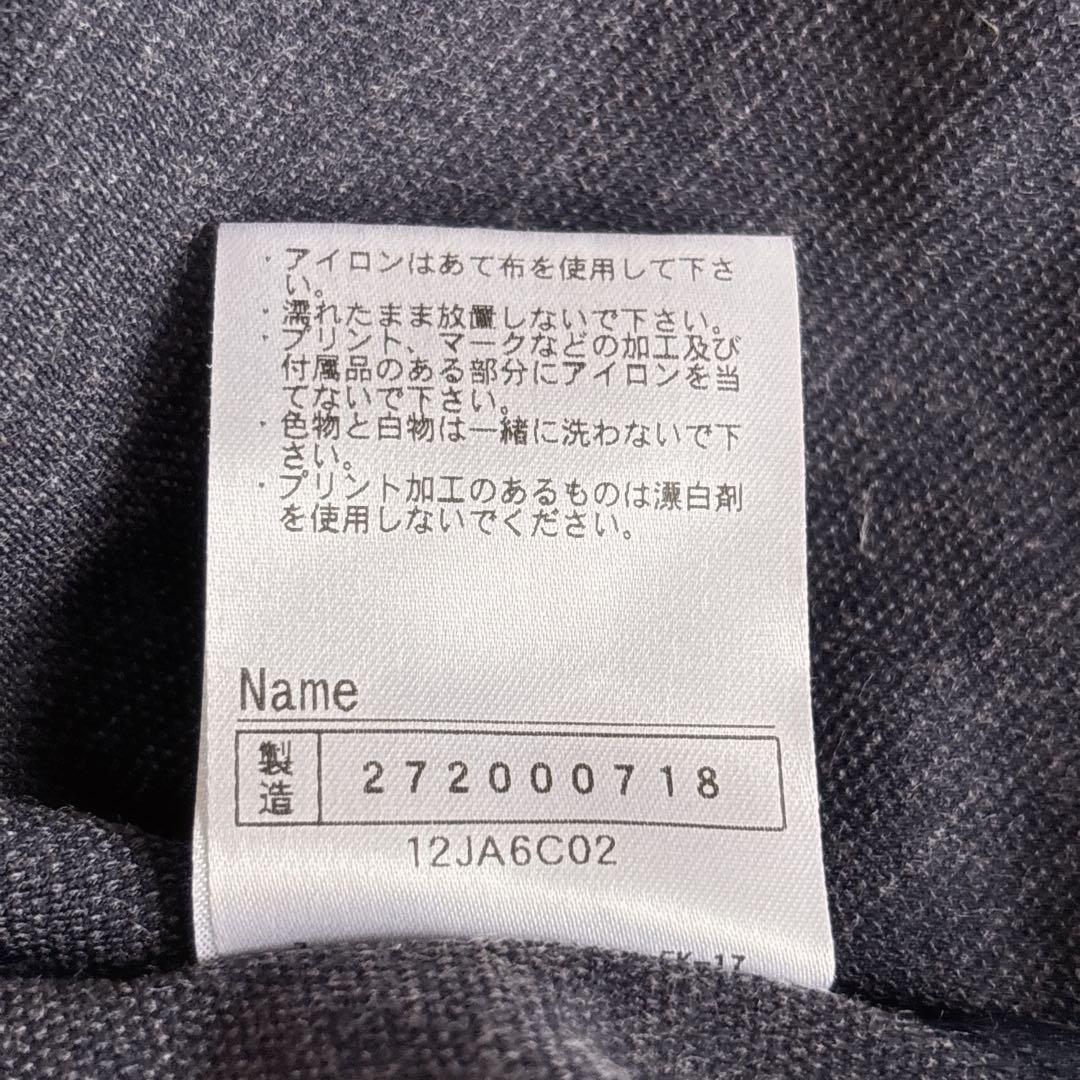 ・アイロンはあて布を使用して下さ
い。
・濡れたまま放置しないで下さい。
・プリント、マークなどの加工及び
付属品のある部分にアイロンを当
てないで下さい。
・色物と白物は一緒に洗わないで下
さい。
・プリント加工のあるものは漂白剤
を使用しないでください。
Name
製造 272000718
12JA6C02